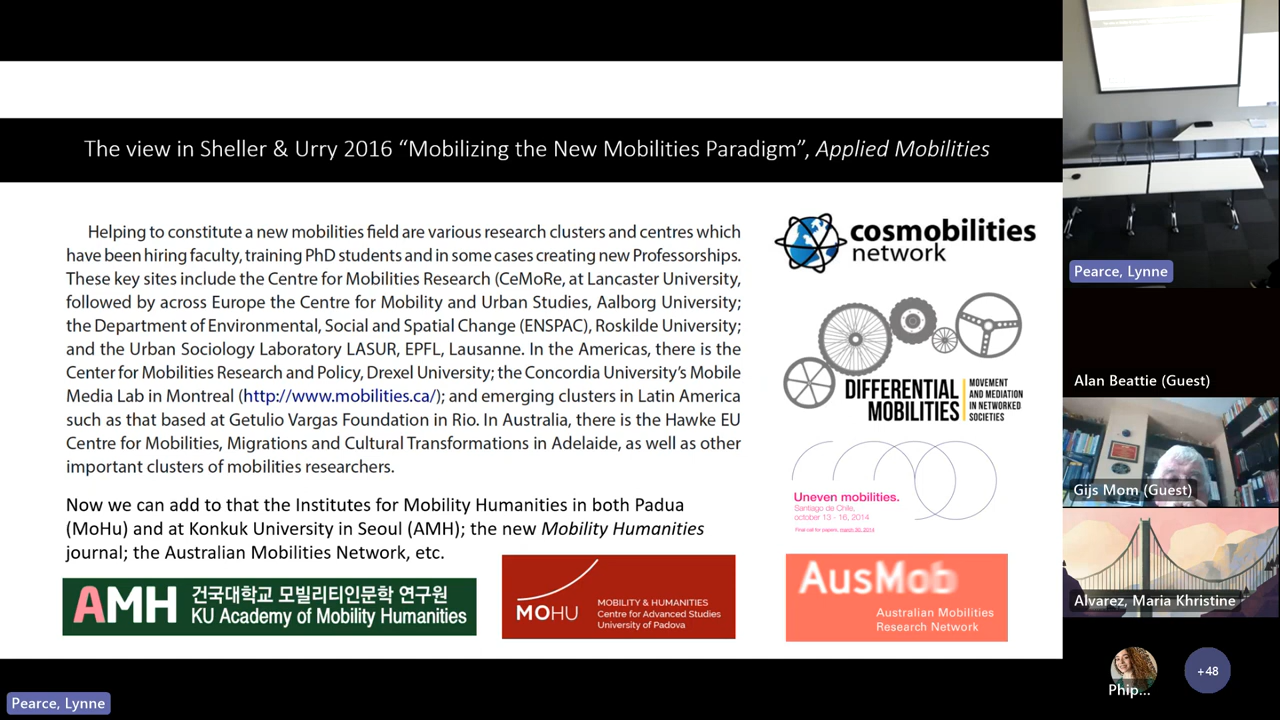 The view in Sheller & Urry 2016 “Mobilizing the New Mobilities Paradigm”, Applied Mobilities
Helping to constitute a new mobilities field are various research clusters and centres which
have been hiring faculty, training PhD students and in some cases creating new Professorships.
These key sites include the Centre for Mobilities Research (CeMoRe, at Lancaster University,
followed by across Europe the Centre for Mobility and Urban Studies, Aalborg University;
the Department of Environmental, Social and Spatial Change (ENSPAC), Roskilde University;
and the Urban Sociology Laboratory LASUR, EPFL, Lausanne. In the Americas, there is the
Center for Mobilities Research and Policy, Drexel University; the Concordia University’s Mobile
Media Lab in Montreal (http://www.mobilities.ca/); and emerging clusters in Latin America
such as that based at Getulio Vargas Foundation in Rio. In Australia, there is the Hawke EU
Centre for Mobilities, Migrations and Cultural Transformations in Adelaide, as well as other
important clusters of mobilities researchers.
Now we can add to that the Institutes for Mobility Humanities in both Padua
(MoHu) and at Konkuk University in Seoul (AMH); the new Mobility Humanities
journal; the Australian Mobilities Network, etc.
AMH
건국대학교 모빌리티인문학 연구원
KU Academy of Mobility Humanities
MOHU
MOBILITY & HUMANITIES
Centre for Advanced Studies
University of Padova
cosmobilities
network
DIFFERENTIAL
MOBILITIES
MOVEMENT
AND MEDIATION
IN NETWORKED
SOCIETIES
Uneven mobilities.
Santiago de Chile,
october 13 - 16, 2014
Final call for papers, march 30, 2014
AusMob
Australian Mobilities
Research Network
Pearce, Lynne
Alan Beattie (Guest)
Gijs Mom (Guest)
Alvarez, Maria Khristine
Phip...
+48
Pearce, Lynne